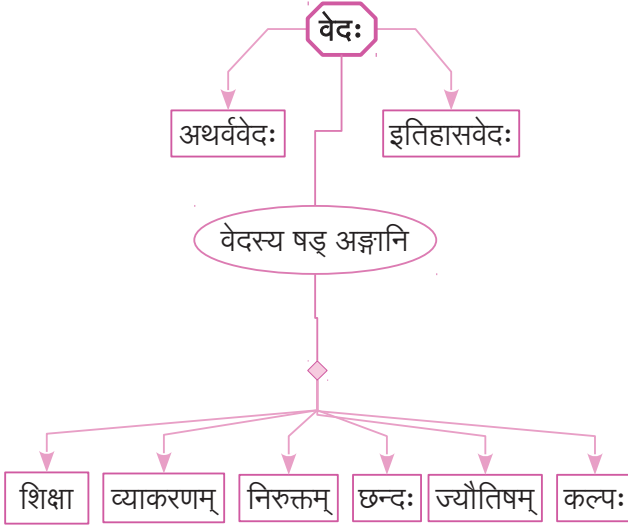 वेदः
अथर्ववेदः
इतिहासवेदः
वेदस्य षड् अङ्गानि
शिक्षा
व्याकरणम्
निरुक्तम्
छन्दः
ज्यौतिषम्
कल्पः